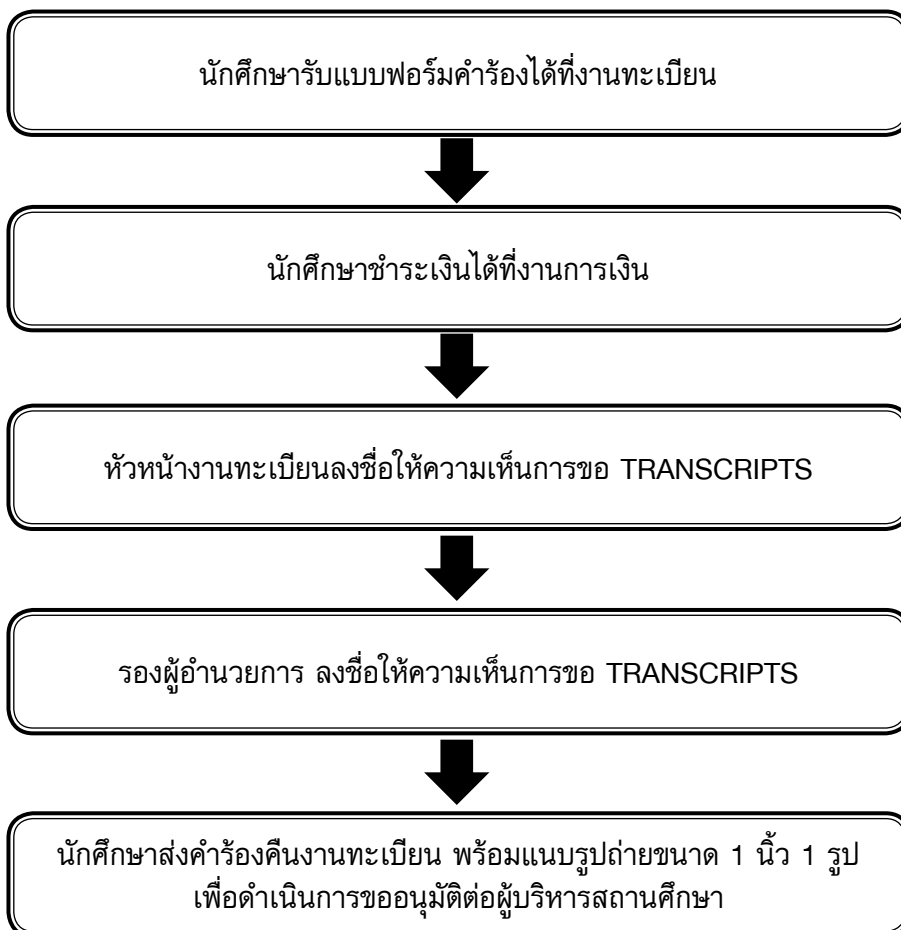 นักศึกษารับแบบฟอร์มคำร้องได้ที่งานทะเบียน
นักศึกษาชำระเงินได้ที่งานการเงิน
หัวหน้างานทะเบียนลงชื่อให้ความเห็นการขอ TRANSCRIPTS
รองผู้อำนวยการ ลงชื่อให้ความเห็นการขอ TRANSCRIPTS
นักศึกษาส่งคำร้องคืนงานทะเบียน พร้อมแนบรูปถ่ายขนาด 1 นิ้ว 1 รูป
เพื่อดำเนินการขออนุมัติต่อผู้บริหารสถานศึกษา